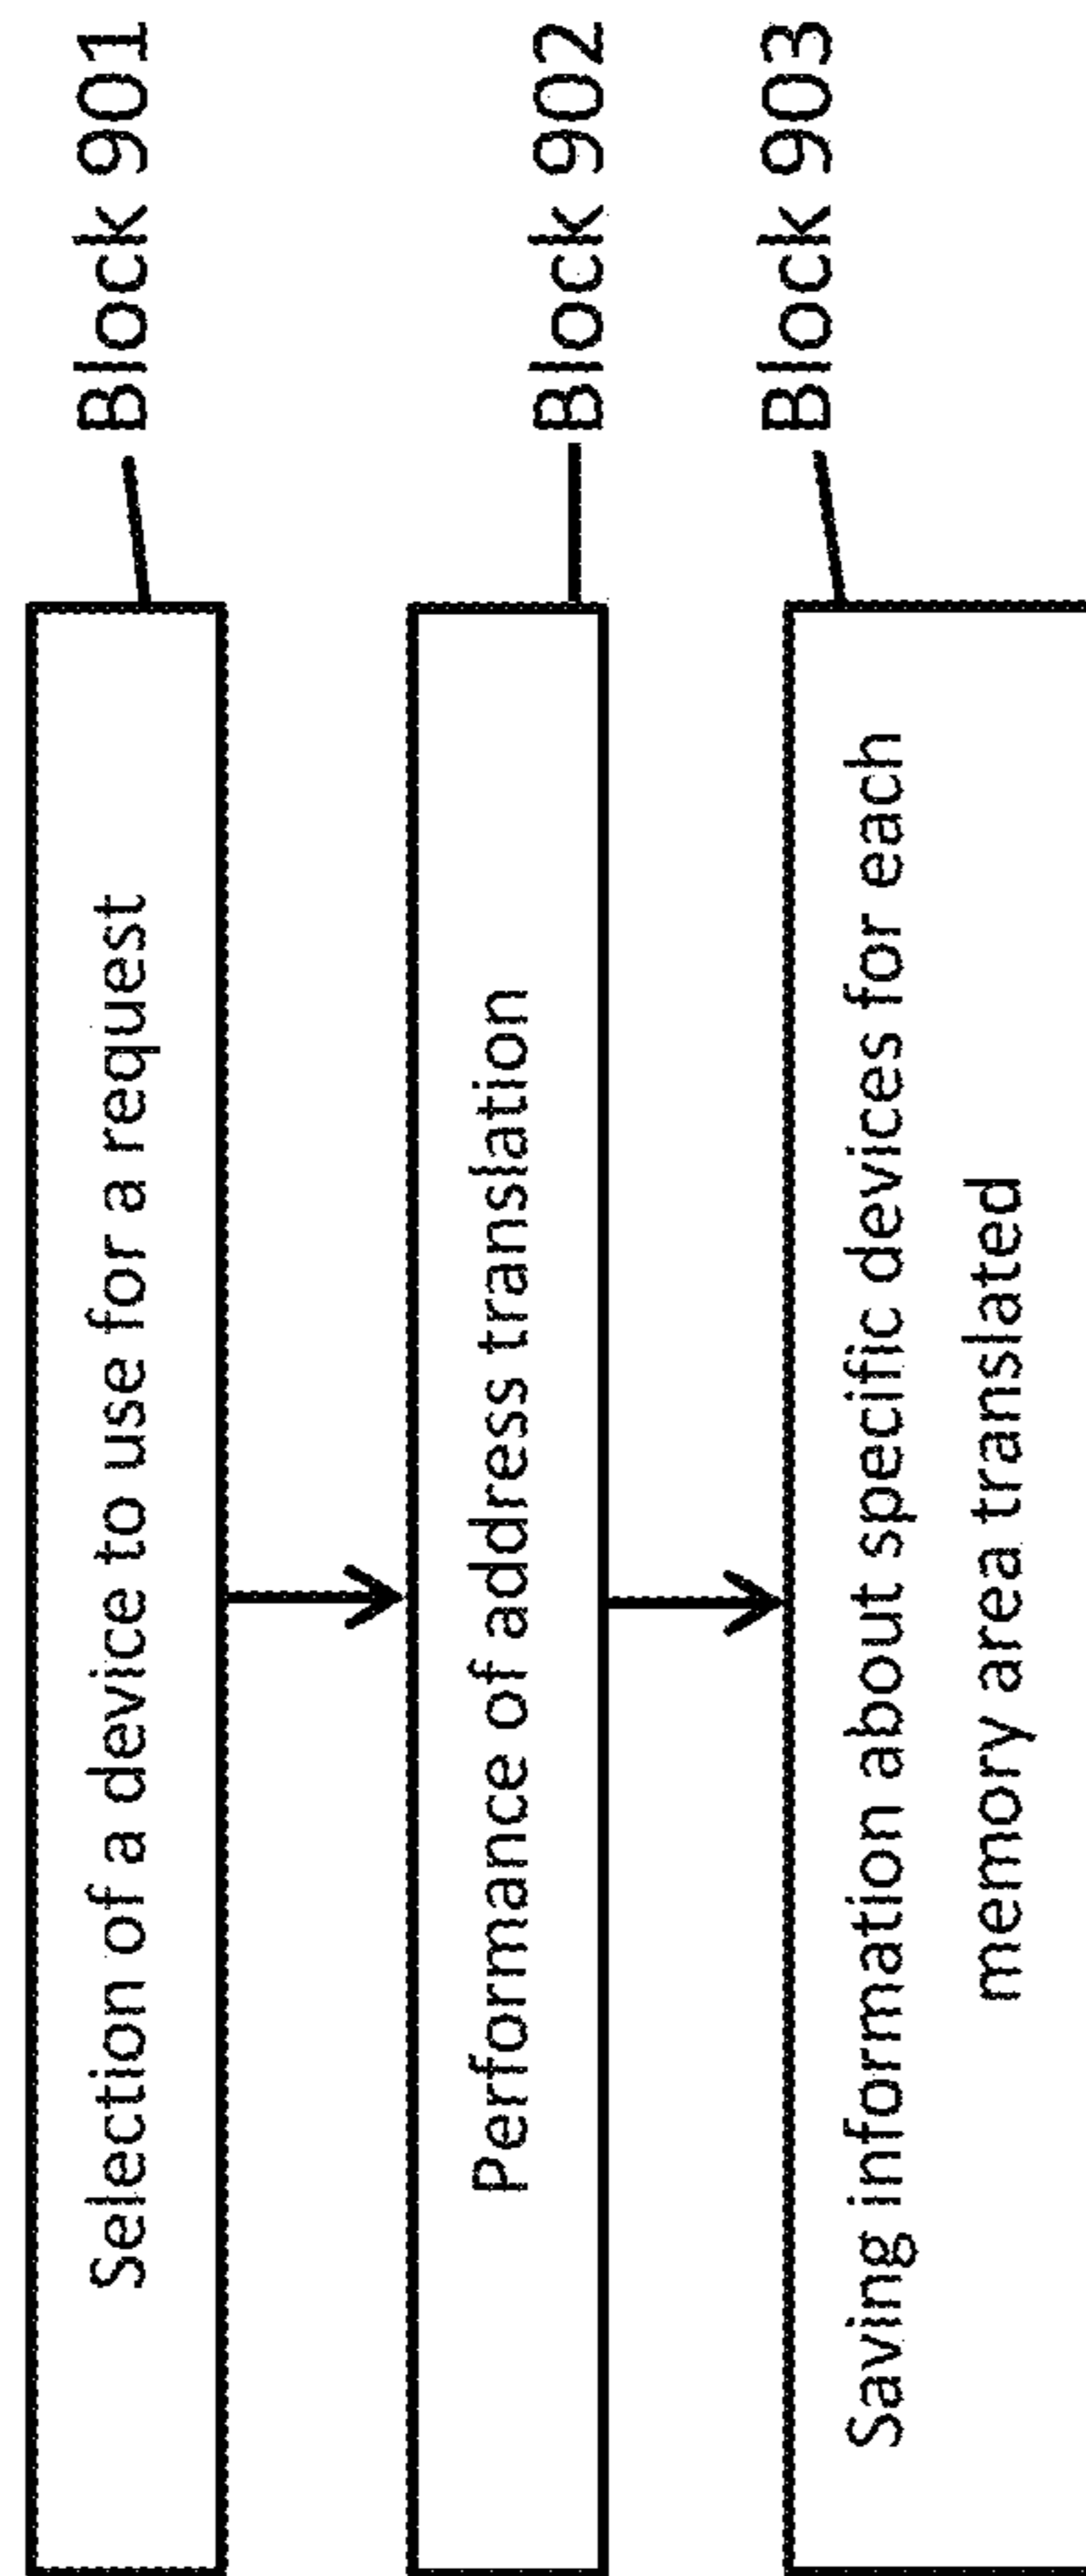 Selection of a device to use for a request
Block 901
Performance of address translation
Block 902
Saving information about specific devices for each
memory area translated
Block 903